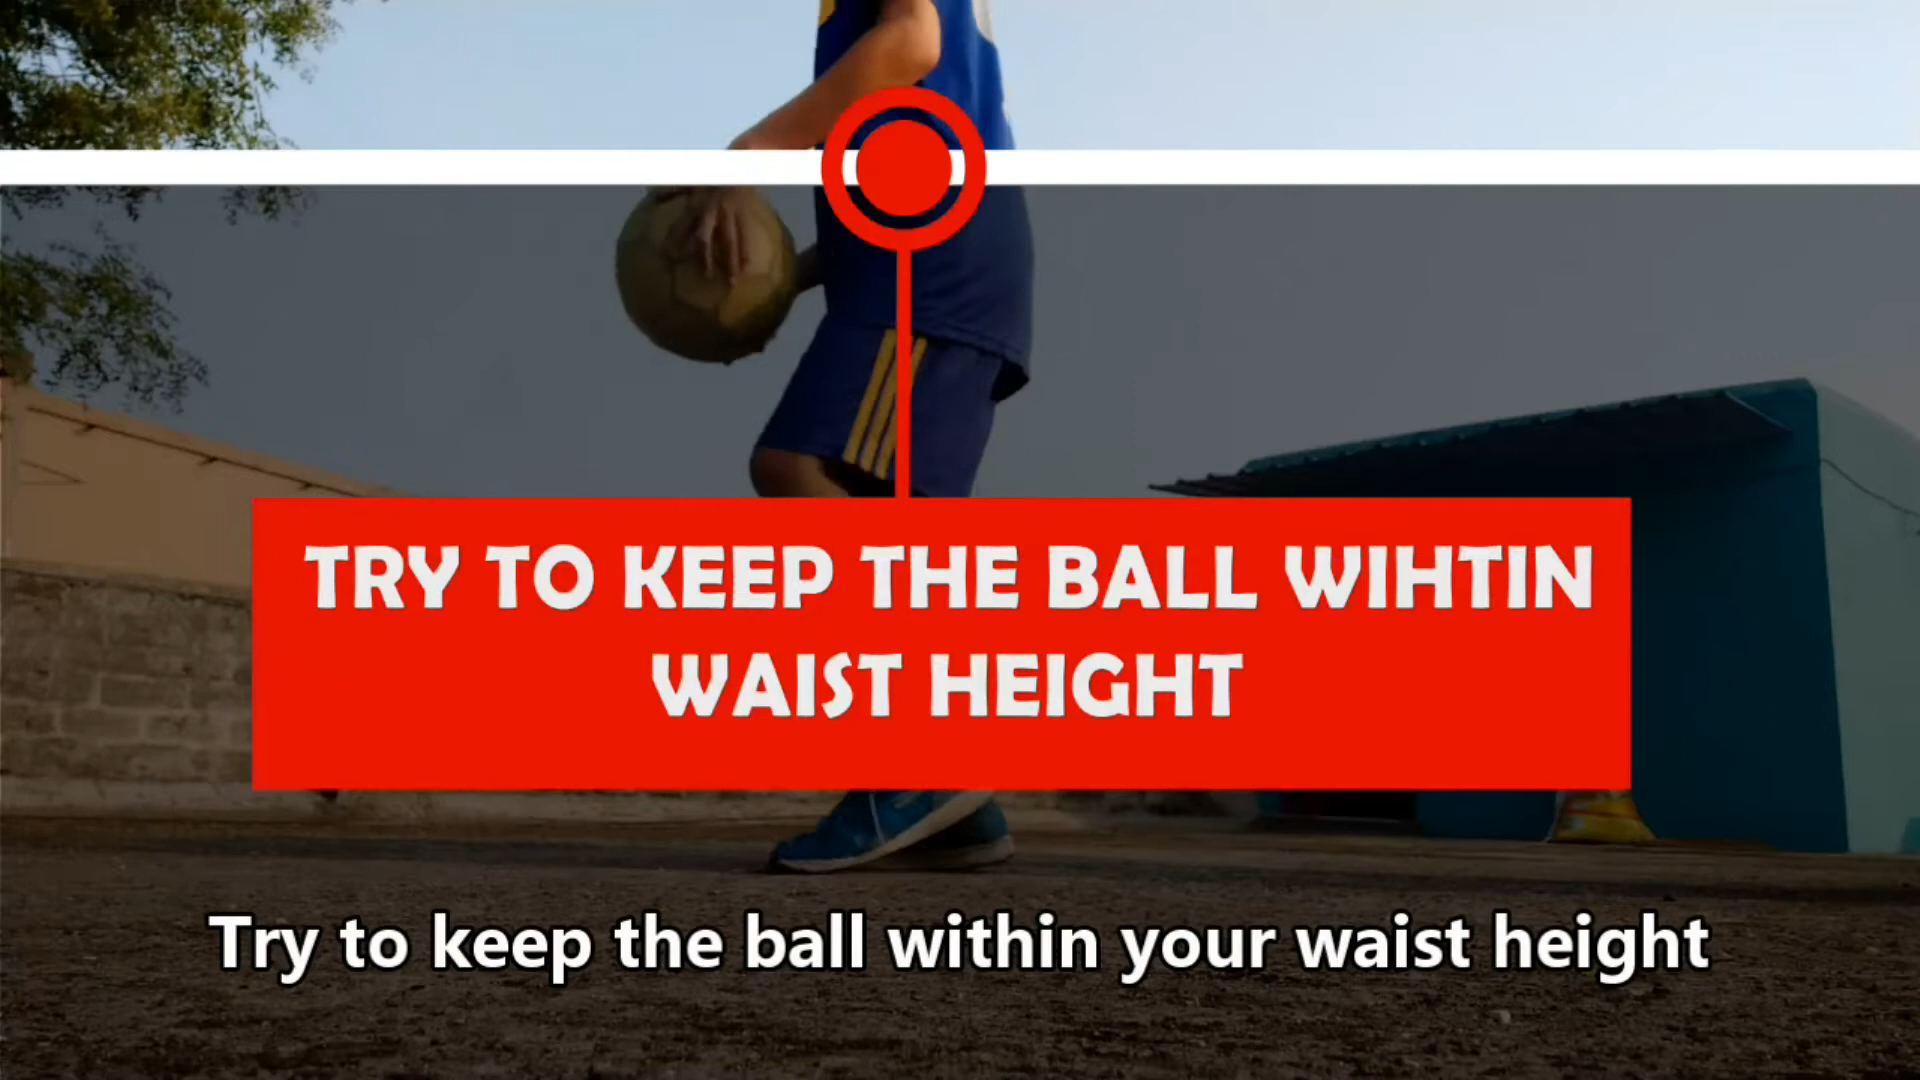 TRY TO KEEP THE BALL WIHTIN
WAIST HEIGHT
Try to keep the ball within your waist height